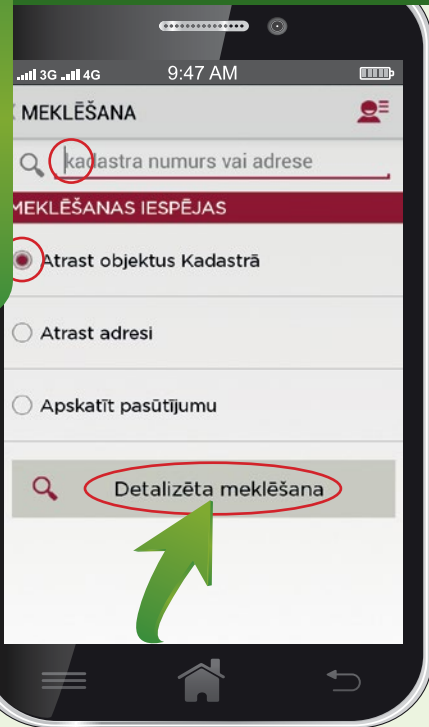 3G 4G 9:47 AM
MEKLĒŠANA
kadastra numurs vai adrese
MEKLĒŠANAS IESPĒJAS
Atrast objektus Kadastrā
Atrast adresi
Apskatīt pasūtījumu
Detalizēta meklēšana